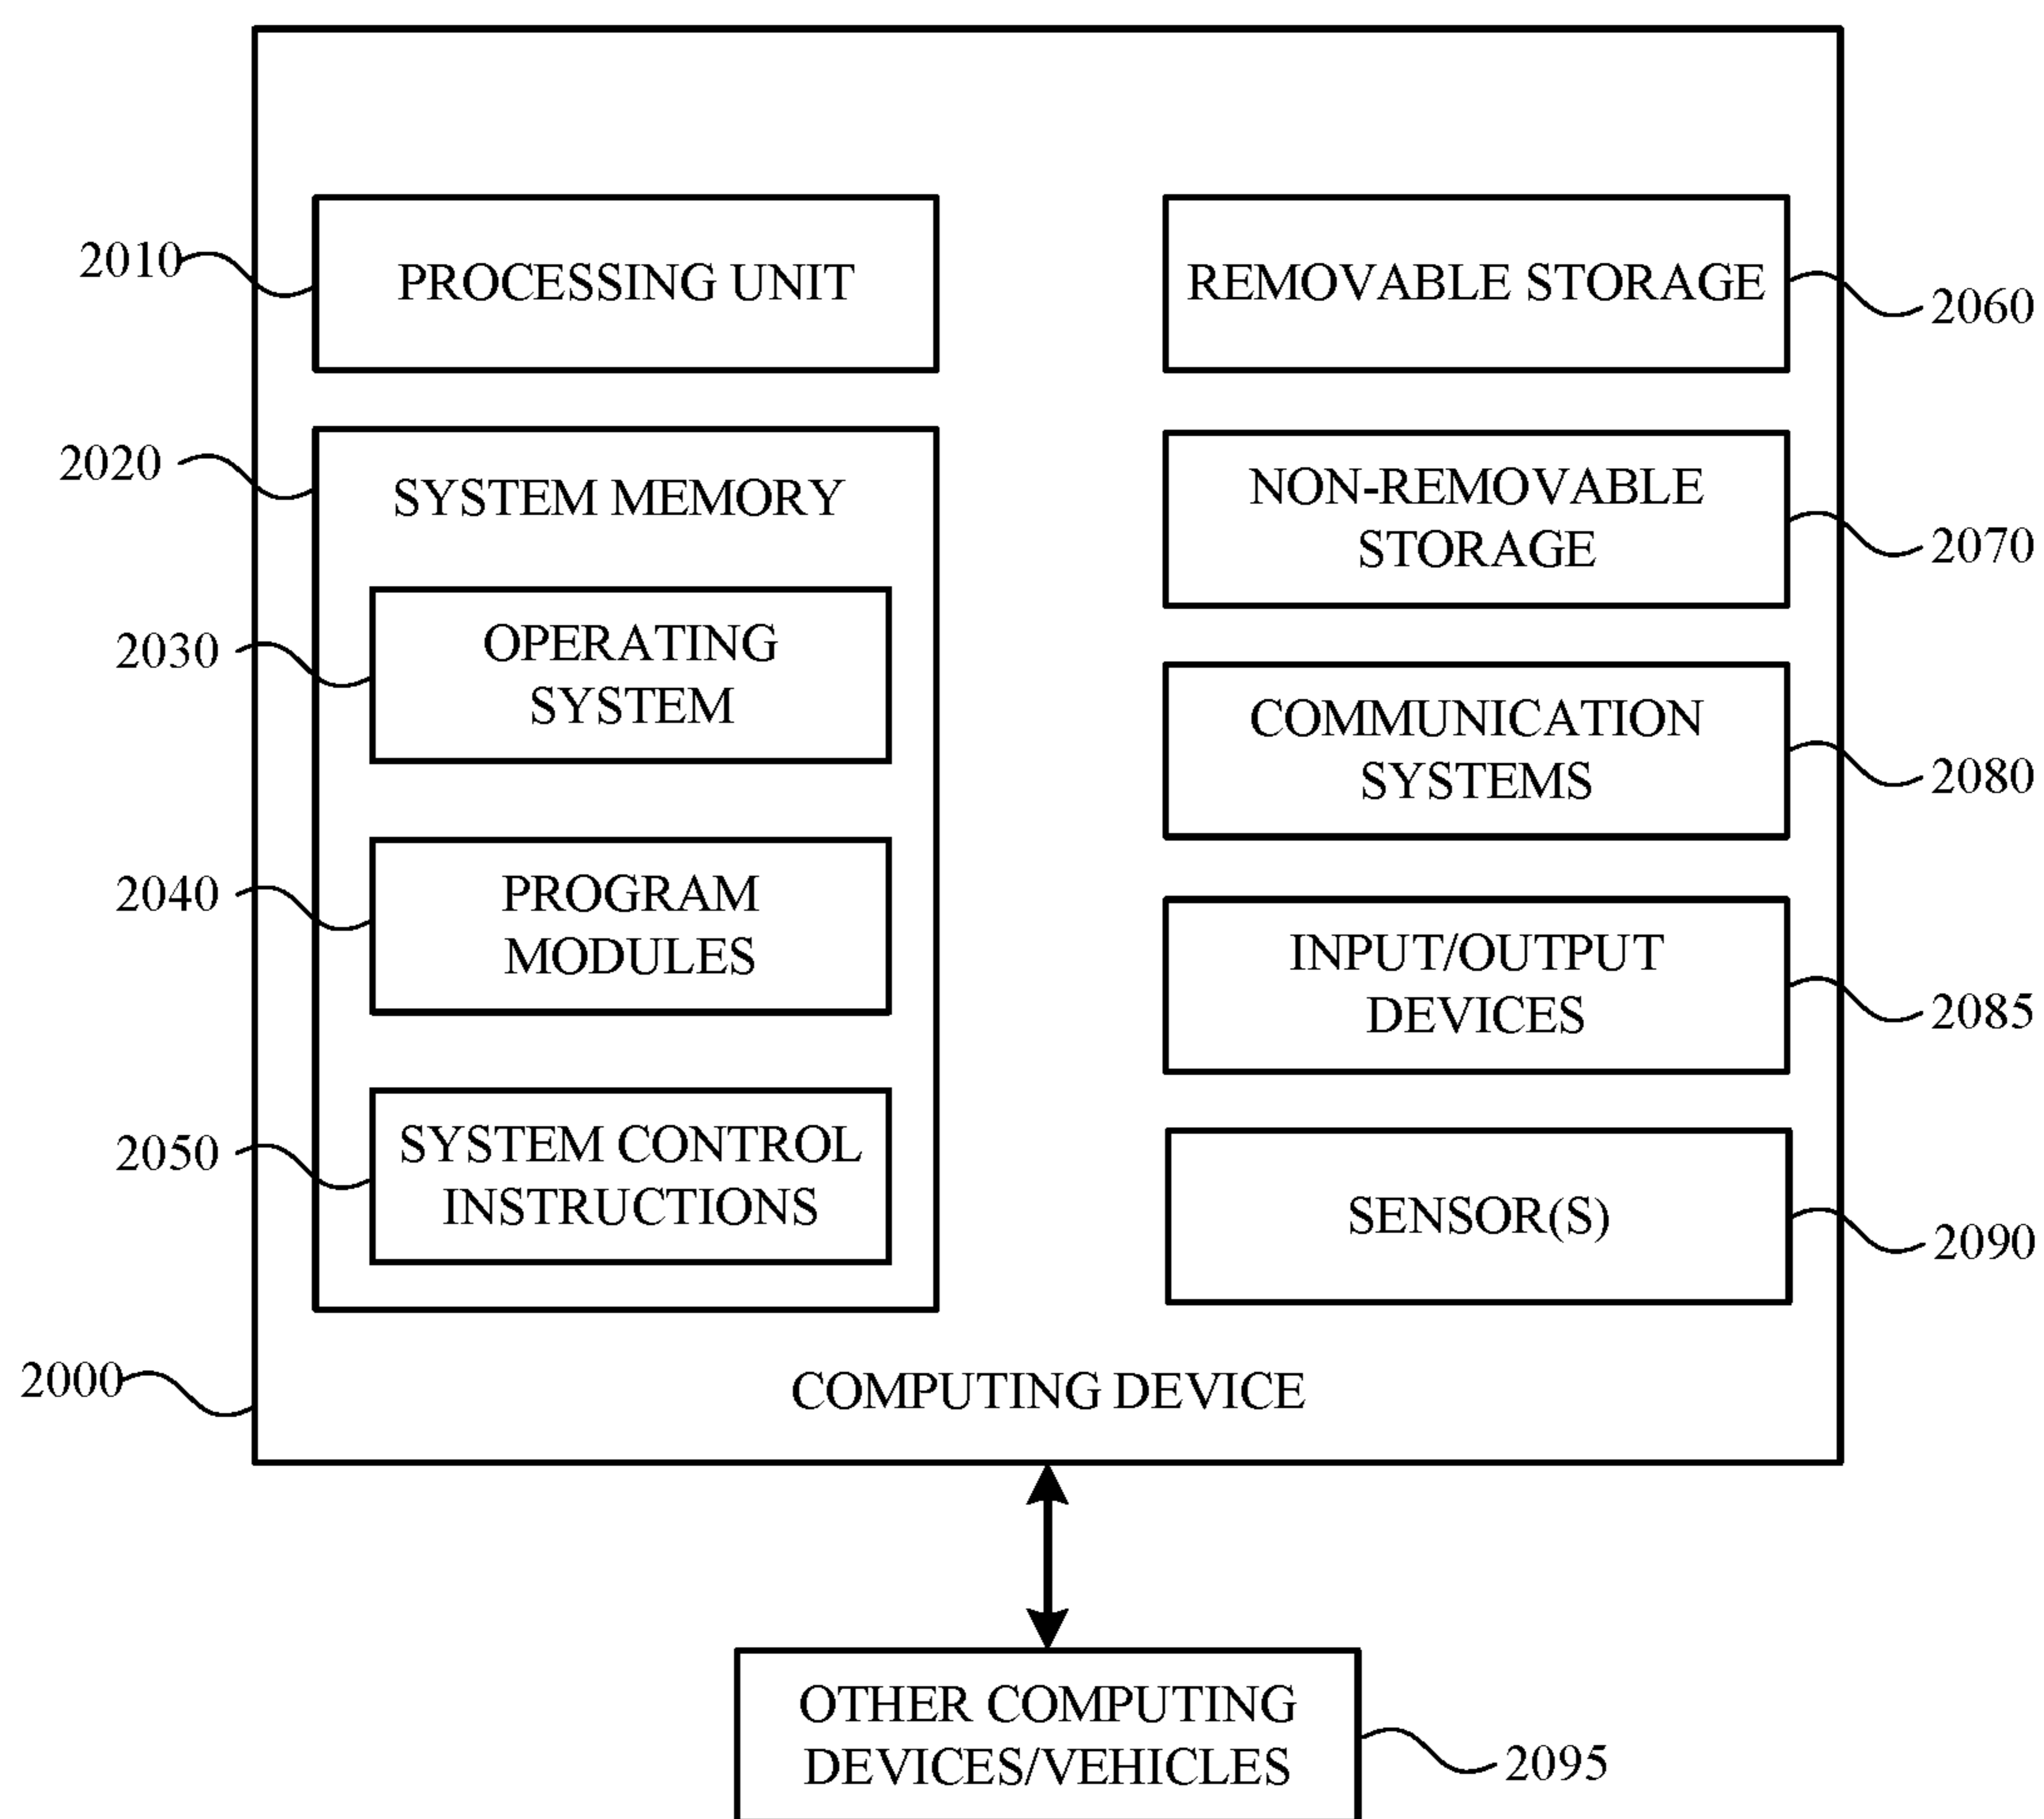 2010
PROCESSING UNIT
REMOVABLE STORAGE
2060
2020
SYSTEM MEMORY
NON-REMOVABLE
STORAGE
2070
2030
OPERATING
SYSTEM
COMMUNICATION
SYSTEMS
2080
2040
PROGRAM
MODULES
INPUT/OUTPUT
DEVICES
2085
2050
SYSTEM CONTROL
INSTRUCTIONS
SENSOR(S)
2090
2000
COMPUTING DEVICE
OTHER COMPUTING
DEVICES/VEHICLES
2095